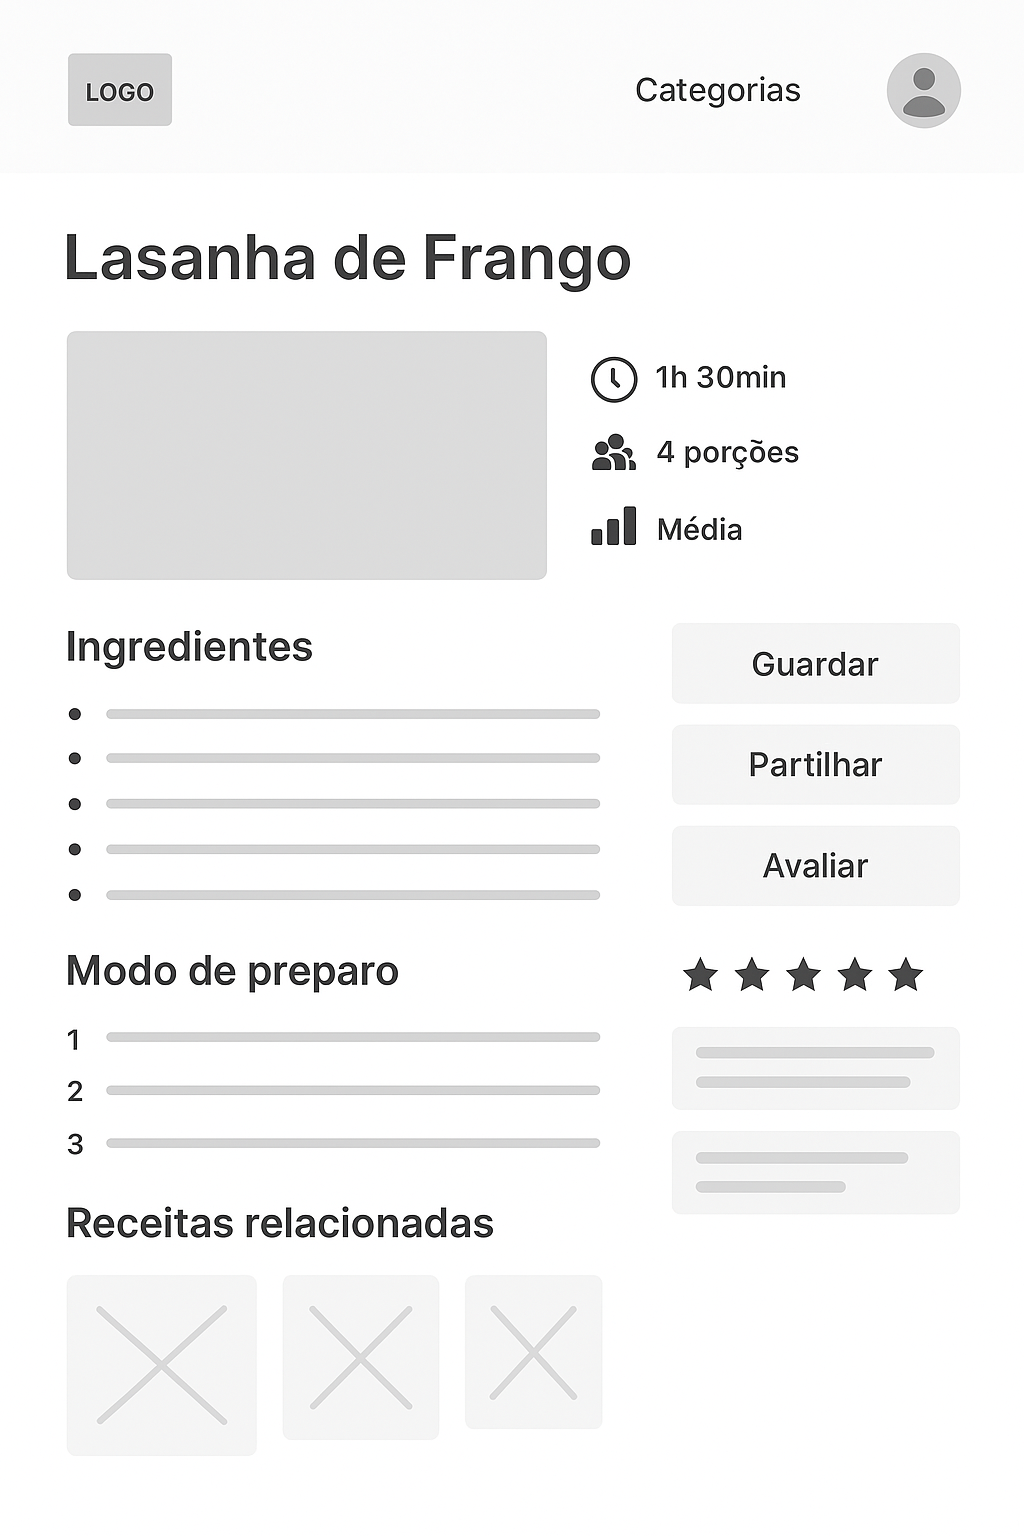 LOGO
Categorias
Lasanha de Frango
1h 30min
4 porções
Média
Ingredientes
Guardar
Partilhar
Avaliar
Modo de preparo
1
2
3
Receitas relacionadas